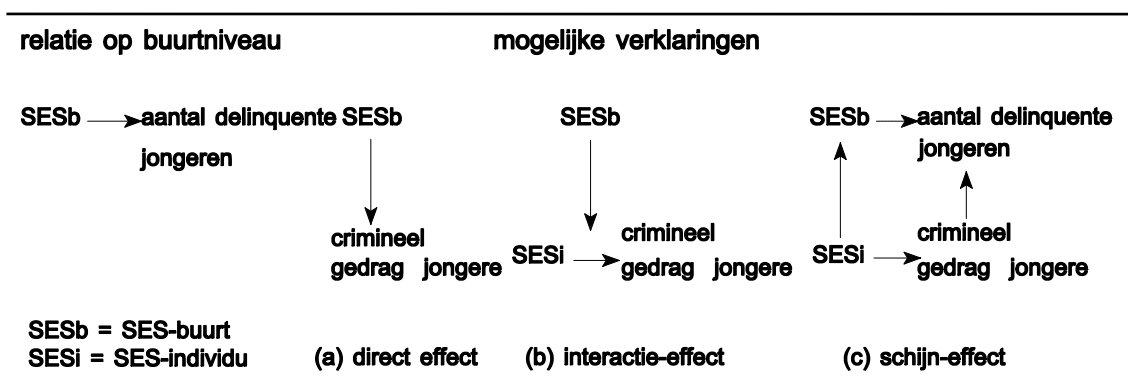 relatie op buurtniveau
mogelijke verklaringen
SESb aantal delinquente
jongeren
SESb
crimineel
gedrag jongere
SESb
SESi
crimineel
gedrag jongere
SESb aantal delinquente
jongeren
SESi
crimineel
gedrag jongere
SESb = SES-buurt
SESi = SES-individu
(a) direct effect
(b) interactie-effect
(c) schijn-effect